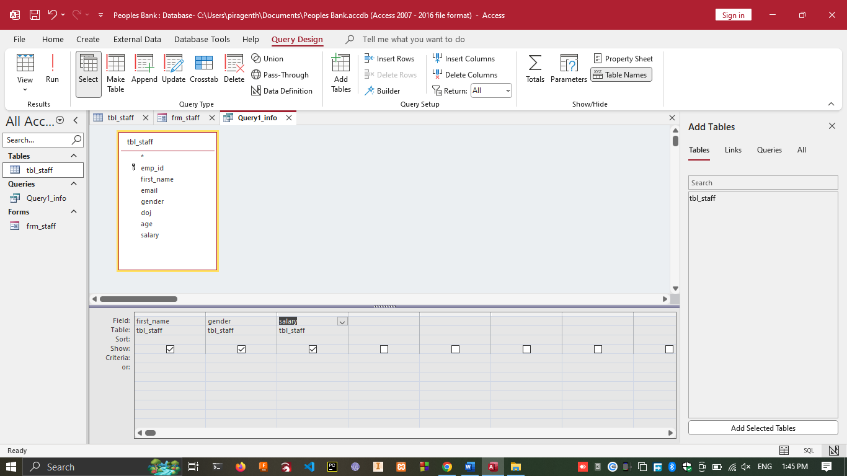 Peoples Bank : Database- C:\Users\piragenth\Documents\Peoples Bank.accdb (Access 2007 - 2016 file format) - Access
Sign in
File Home Create External Data Database Tools Help Query Design Tell me what you want to do
View
Run
Select
Make Table
Append
Update
Crosstab
Delete
Union
Pass-Through
Data Definition
Add Tables
Insert Rows
Delete Rows
Builder
Insert Columns
Delete Columns
Return: All
Totals
Parameters
Property Sheet
Table Names
Results
Query Type
Query Setup
Show/Hide
All Acc...
Search...
Tables
tbl_staff
Queries
Query1_info
Forms
frm_staff
tbl_staff
frm_staff
Query1_info
tbl_staff
*
emp_id
first_name
email
gender
doj
age
salary
Field: first_name gender salary
Table: tbl_staff tbl_staff tbl_staff
Sort:
Show:
Criteria:
or:
Add Tables
Tables Links Queries All
Search
tbl_staff
Add Selected Tables
Ready
SQL
Search
ENG 1:45 PM